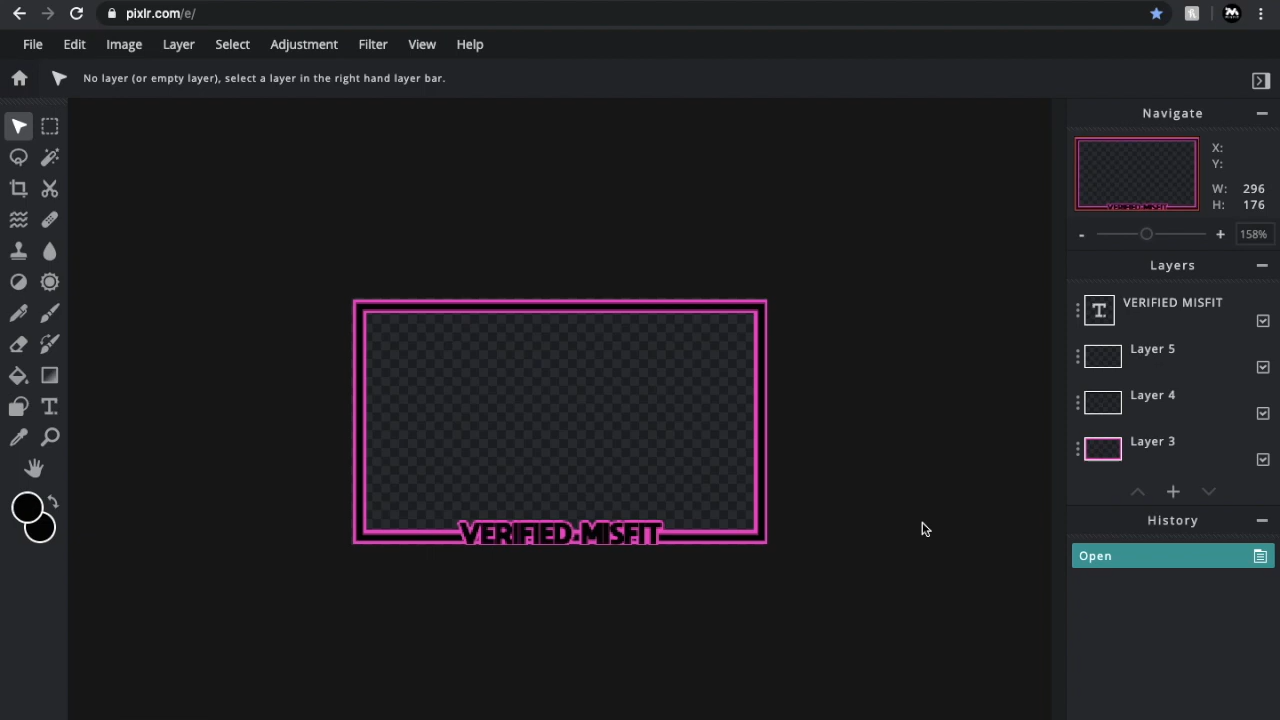 pixlr.com/e/
File Edit Image Layer Select Adjustment Filter View Help
No layer (or empty layer), select a layer in the right hand layer bar.
Navigate
X:
Y:
W: 296
H: 176
- + 158%
Layers
T VERIFIED MISFIT
Layer 5
Layer 4
Layer 3
History
Open
VERIFIED MISFIT